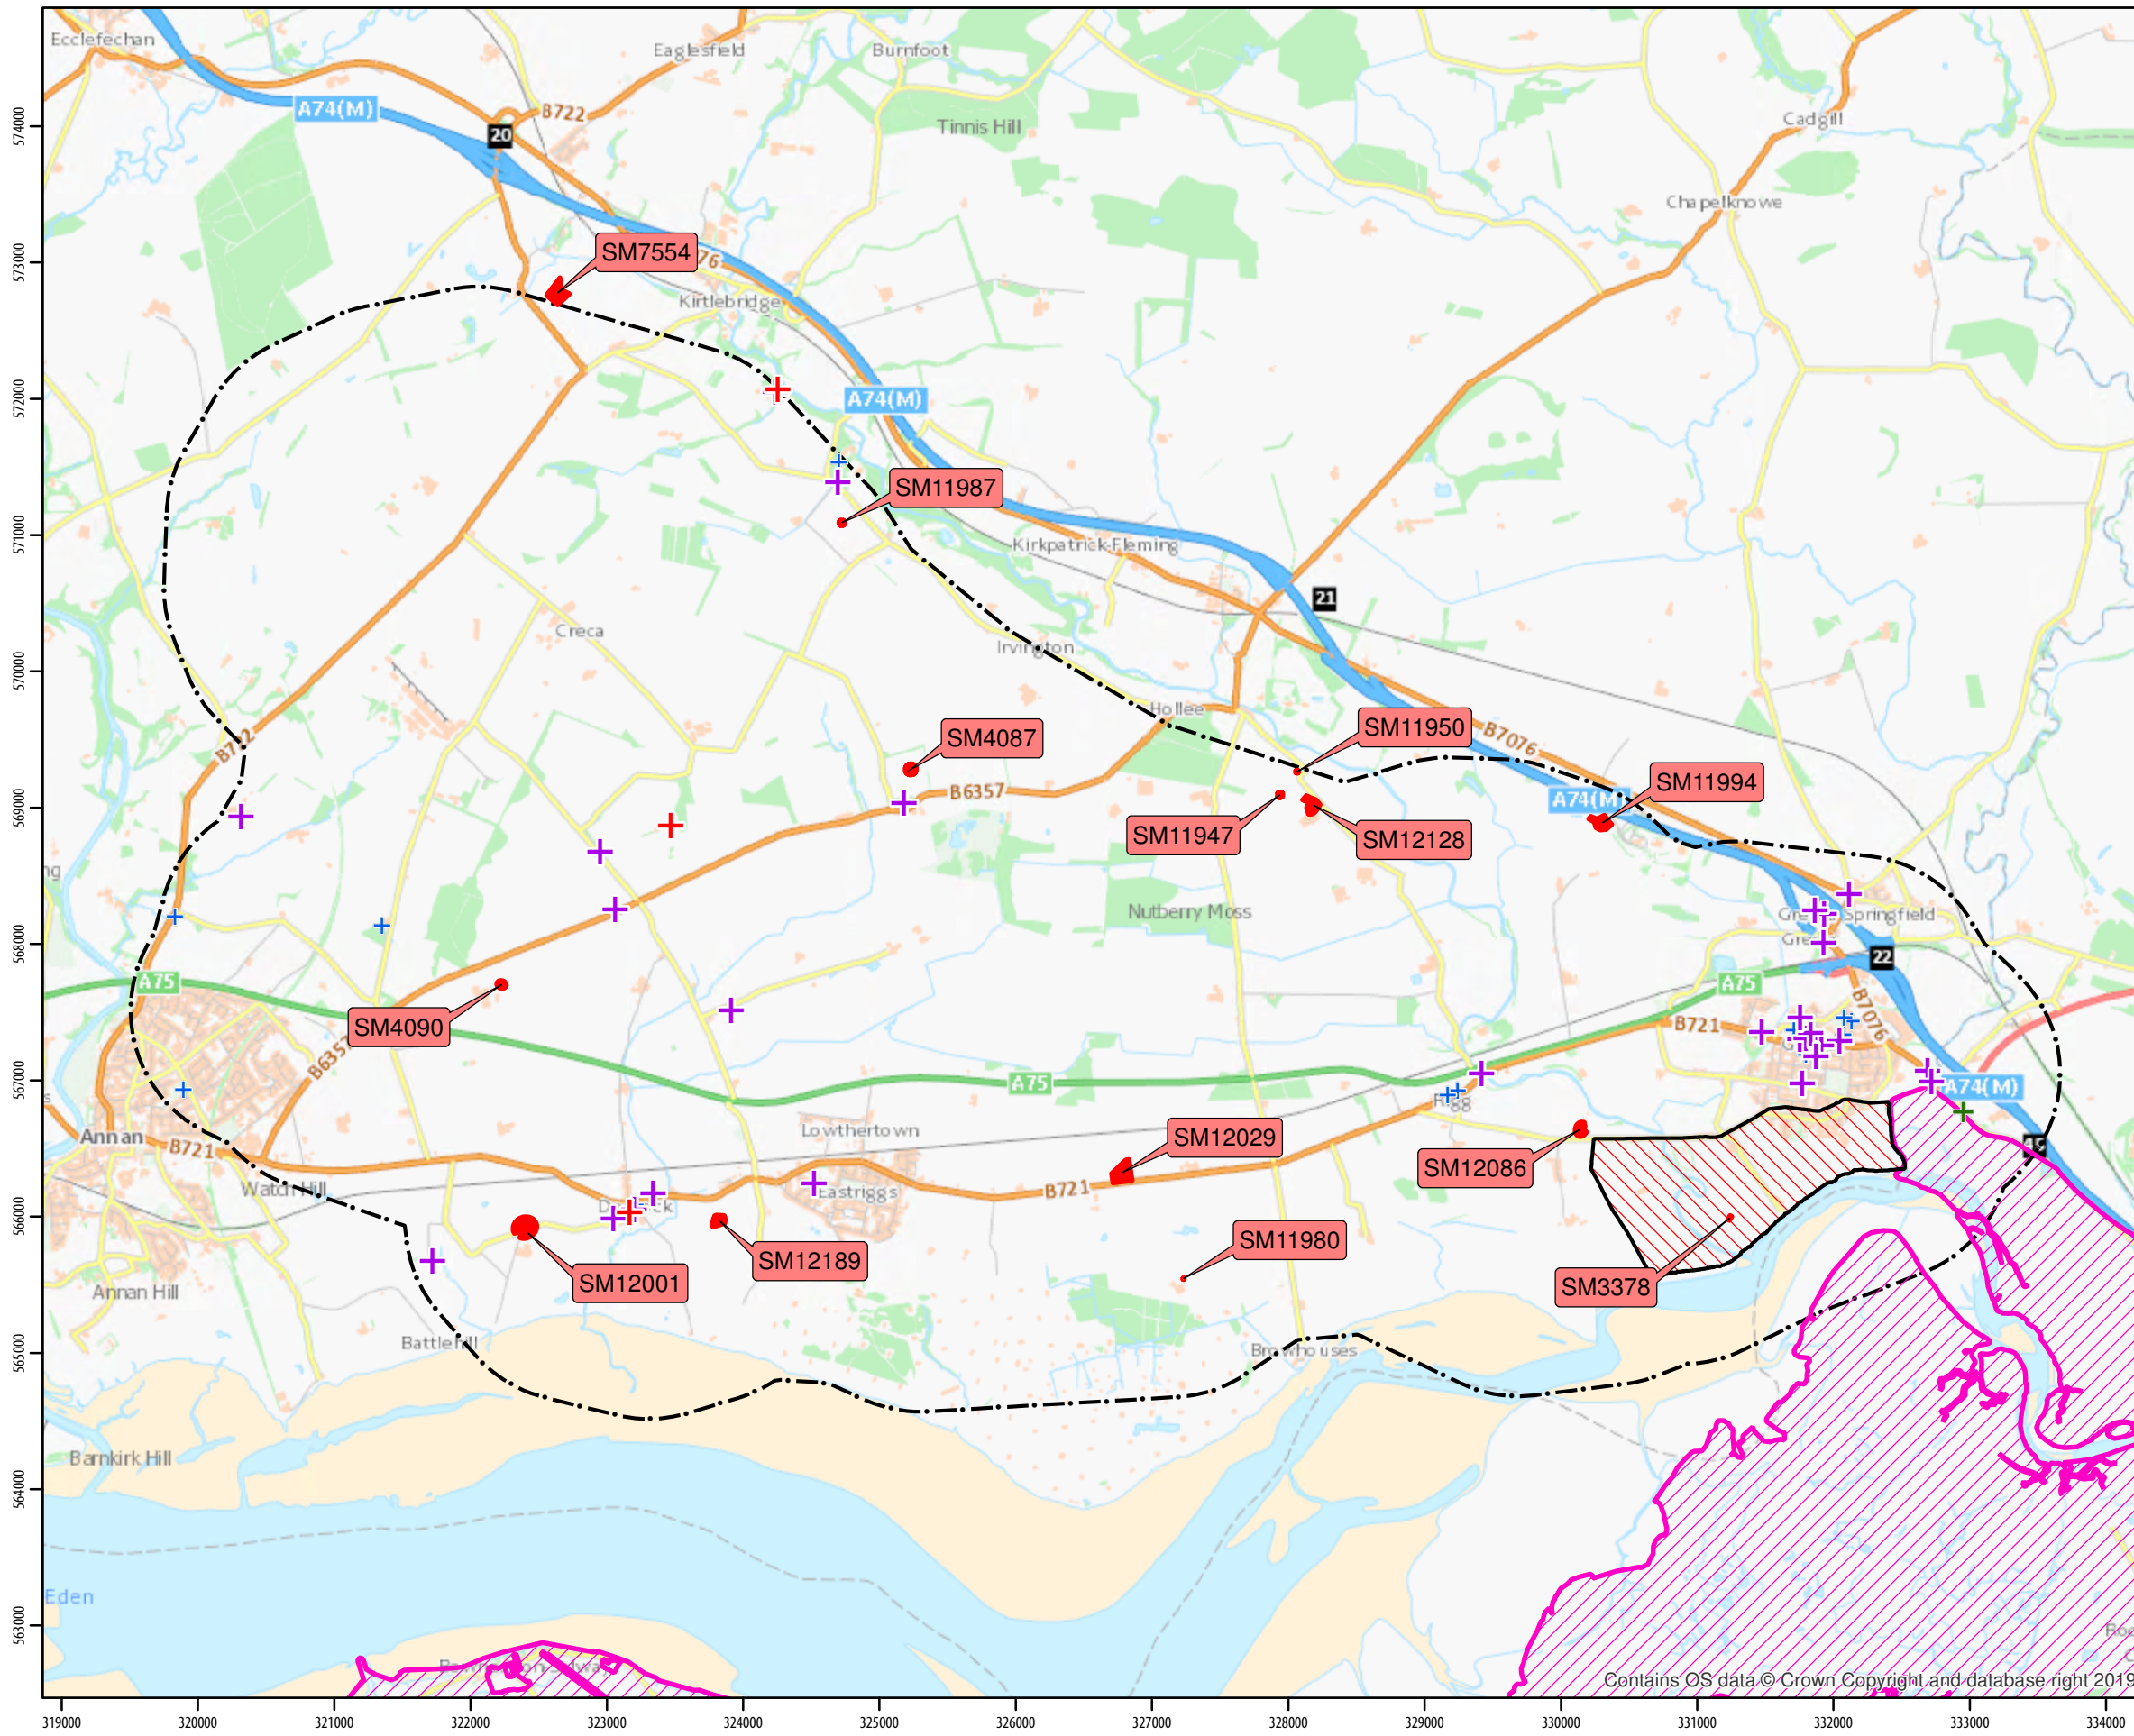 Ecclefechan
Eaglesfield
Burnfoot
A74(M)
B722
20
Tinnis Hill
Cadgill
574000
Chapelknowe
SM7554
76
573000
Kirtlebridge
A74(M)
572000
SM11987
571000
Kirkpatrick-Fleming
21
Creca
Irvington
570000
Hollee
SM4087
SM11950
B7076
B722
B6357
SM11994
A74(M)
569000
SM11947
SM12128
Nutberry Moss
Springfield
568000
22
A75
A75
SM4090
B721
B7076
B6357
A75
A74(M)
567000
Rigg
Annan
B721
Lowthertown
SM12029
SM12086
45
Watch Hill
Eastriggs
B721
566000
SM12189
SM11980
SM12001
SM3378
Annan Hill
Battlehill
Browhouses
565000
Barnkirk Hill
564000
Eden
563000
Contains OS data © Crown Copyright and database right 2019
319000 320000 321000 322000 323000 324000 325000 326000 327000 328000 329000 330000 331000 332000 333000 334000